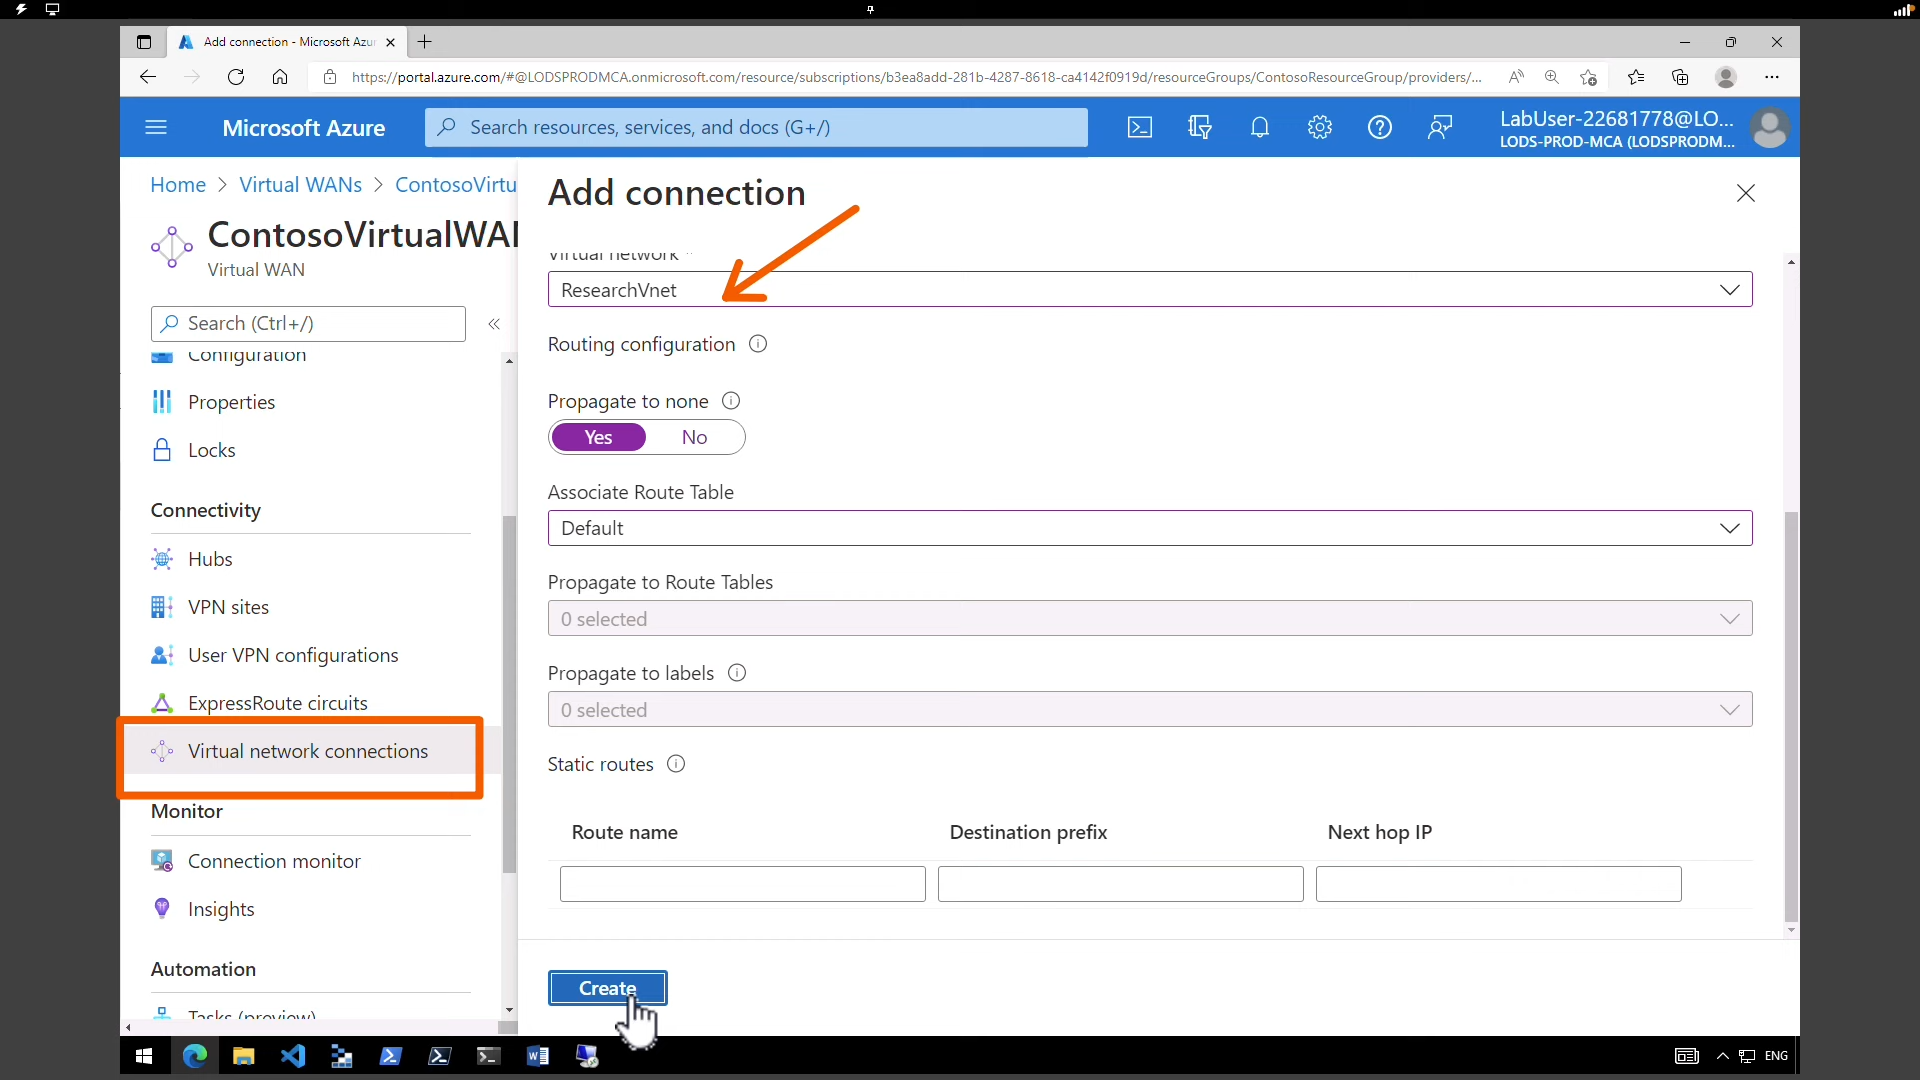 Add connection - Microsoft Azur
https://portal.azure.com/#@LODSPRODMCA.onmicrosoft.com/resource/subscriptions/b3ea8add-281b-4287-8618-ca4142f0919d/resourceGroups/ContosoResourceGroup/providers/...
Microsoft Azure
Search resources, services, and docs (G+/)
LabUser-22681778@LO...
LODS-PROD-MCA (LODSPRODM...
Home > Virtual WANs > ContosoVirtu
ContosoVirtualWAN
Virtual WAN
Search (Ctrl+/)
Configuration
Properties
Locks
Connectivity
Hubs
VPN sites
User VPN configurations
ExpressRoute circuits
Virtual network connections
Monitor
Connection monitor
Insights
Automation
Tasks (preview)
Add connection
Virtual network *
ResearchVnet
Routing configuration
Propagate to none
Yes No
Associate Route Table
Default
Propagate to Route Tables
0 selected
Propagate to labels
0 selected
Static routes
Route name Destination prefix Next hop IP
Create
ENG